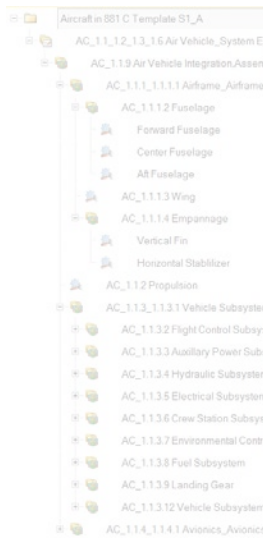 Aircraft in 881 C Template S1_A
AC_1.1_1.2_1.3_1.6 Air Vehicle_System E
AC_1.1.9 Air Vehicle Integration.Assem
AC_1.1.1_1.1.1.1 Airframe_Airframe
AC_1.1.1.2 Fuselage
Forward Fuselage
Center Fuselage
Aft Fuselage
AC_1.1.1.3 Wing
AC_1.1.1.4 Empannage
Vertical Fin
Horizontal Stablilizer
AC_1.1.2 Propulsion
AC_1.1.3_1.1.3.1 Vehicle Subsyste
AC_1.1.3.2 Flight Control Subsy
AC_1.1.3.3 Auxillary Power Sub
AC_1.1.3.4 Hydraulic Subsyste
AC_1.1.3.5 Electrical Subsystem
AC_1.1.3.6 Crew Station Subsy
AC_1.1.3.7 Environmental Contr
AC_1.1.3.8 Fuel Subsystem
AC_1.1.3.9 Landing Gear
AC_1.1.3.12 Vehicle Subsystem
AC_1.1.4_1.1.4.1 Avionics_Avionics